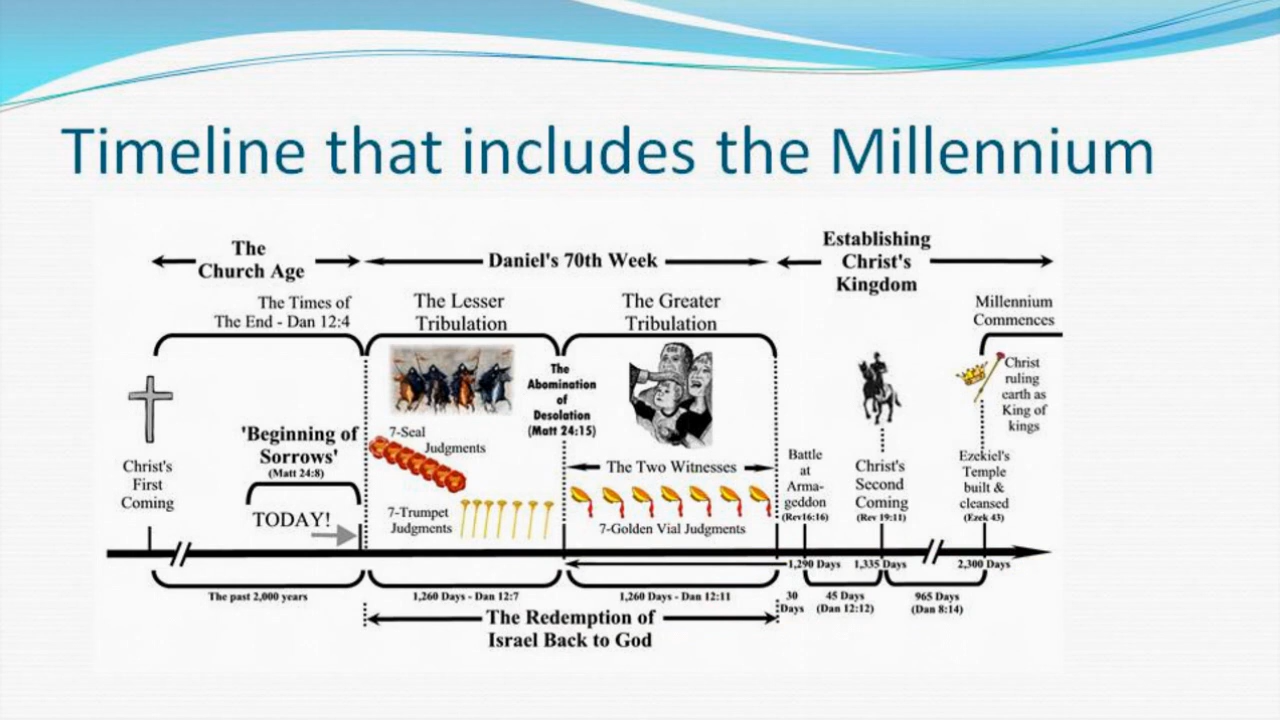 Timeline that includes the Millennium
The
Church Age
Daniel's 70th Week
Establishing
Christ's
Kingdom
The Times of
The End - Dan 12:4
The Lesser
Tribulation
The Greater
Tribulation
Millennium
Commences
The
Abomination
of
Desolation
(Matt 24:15)
Christ
ruling
earth as
King of
kings
'Beginning of
Sorrows'
(Matt 24:8)
7-Seal
Judgments
Christ's
First
Coming
The Two Witnesses
Battle
at
Arma-
geddon
(Rev16:16)
Christ's
Second
Coming
(Rev 19:11)
Ezekiel's
Temple
built &
cleansed
(Ezek 43)
TODAY!
7-Trumpet
Judgments
7-Golden Vial Judgments
1,290 Days
1,335 Days
2,300 Days
The past 2,000 years
1,260 Days - Dan 12:7
1,260 Days - Dan 12:11
30
Days
45 Days
(Dan 12:12)
965 Days
(Dan 8:14)
The Redemption of
Israel Back to God